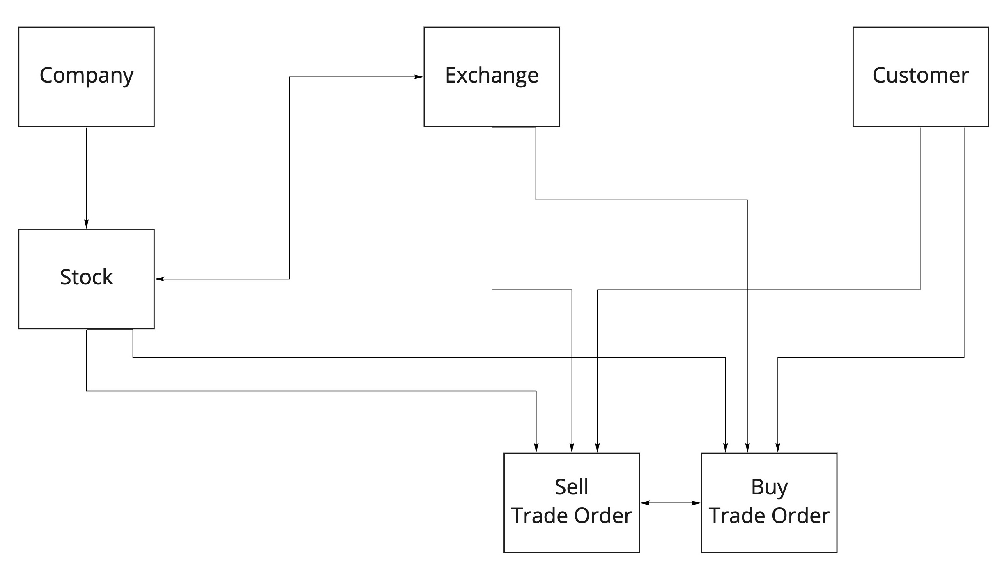 Company
Exchange
Customer
Stock
Sell
Trade Order
Buy
Trade Order